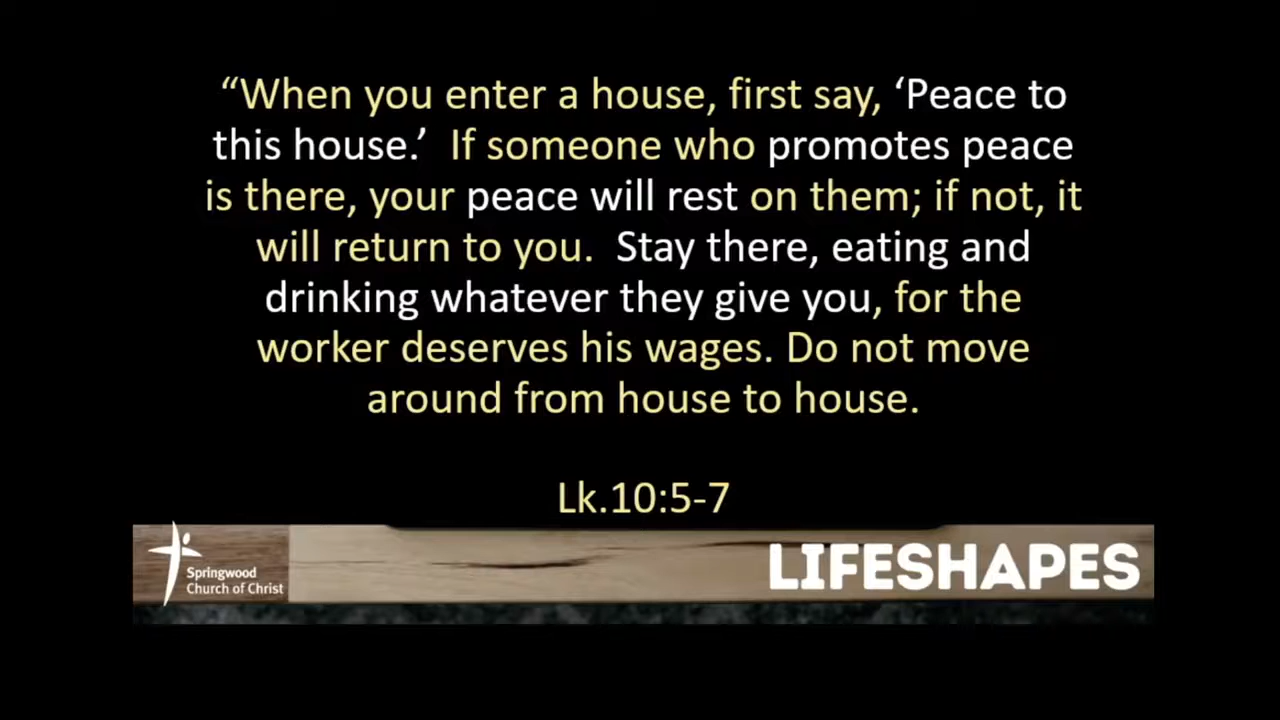 “When you enter a house, first say, ‘Peace to
this house.’  If someone who promotes peace
is there, your peace will rest on them; if not, it
will return to you.  Stay there, eating and
drinking whatever they give you, for the
worker deserves his wages. Do not move
around from house to house.
Lk.10:5-7
Springwood
Church of Christ
LIFESHAPES